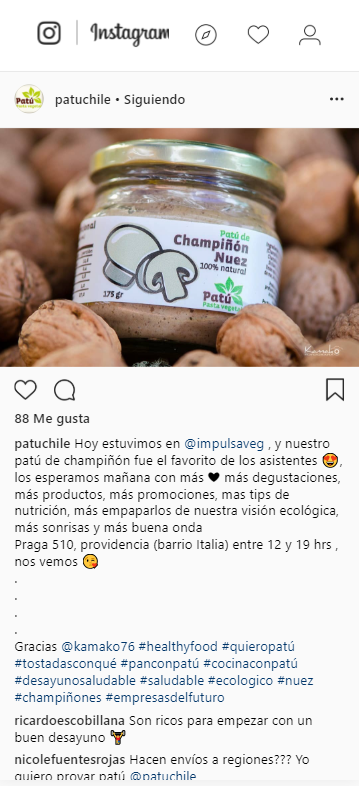 Instagram
patuchile • Siguiendo
Patú de
Champiñón
Nuez
100% natural
175 gr
Patú
Pasta vegetal
Kamako
88 Me gusta
patuchile Hoy estuvimos en @impulsaveg , y nuestro
patú de champiñón fue el favorito de los asistentes 😍,
los esperamos mañana con más ♥ más degustaciones,
más productos, más promociones, mas tips de
nutrición, más empaparlos de nuestra visión ecológica,
más sonrisas y más buena onda
Praga 510, providencia (barrio Italia) entre 12 y 19 hrs ,
nos vemos 😘
.
.
.
.
Gracias @kamako76 #healthyfood #quieropatú
#tostadasconqué #panconpatú #cocinaconpatú
#desayunosaludable #saludable #ecologico #nuez
#champiñones #empresasdelfuturo
ricardoescobillana Son ricos para empezar con un
buen desayuno 🏋
nicolefuentesrojas Hacen envíos a regiones??? Yo
quiero provar patú @patuchile